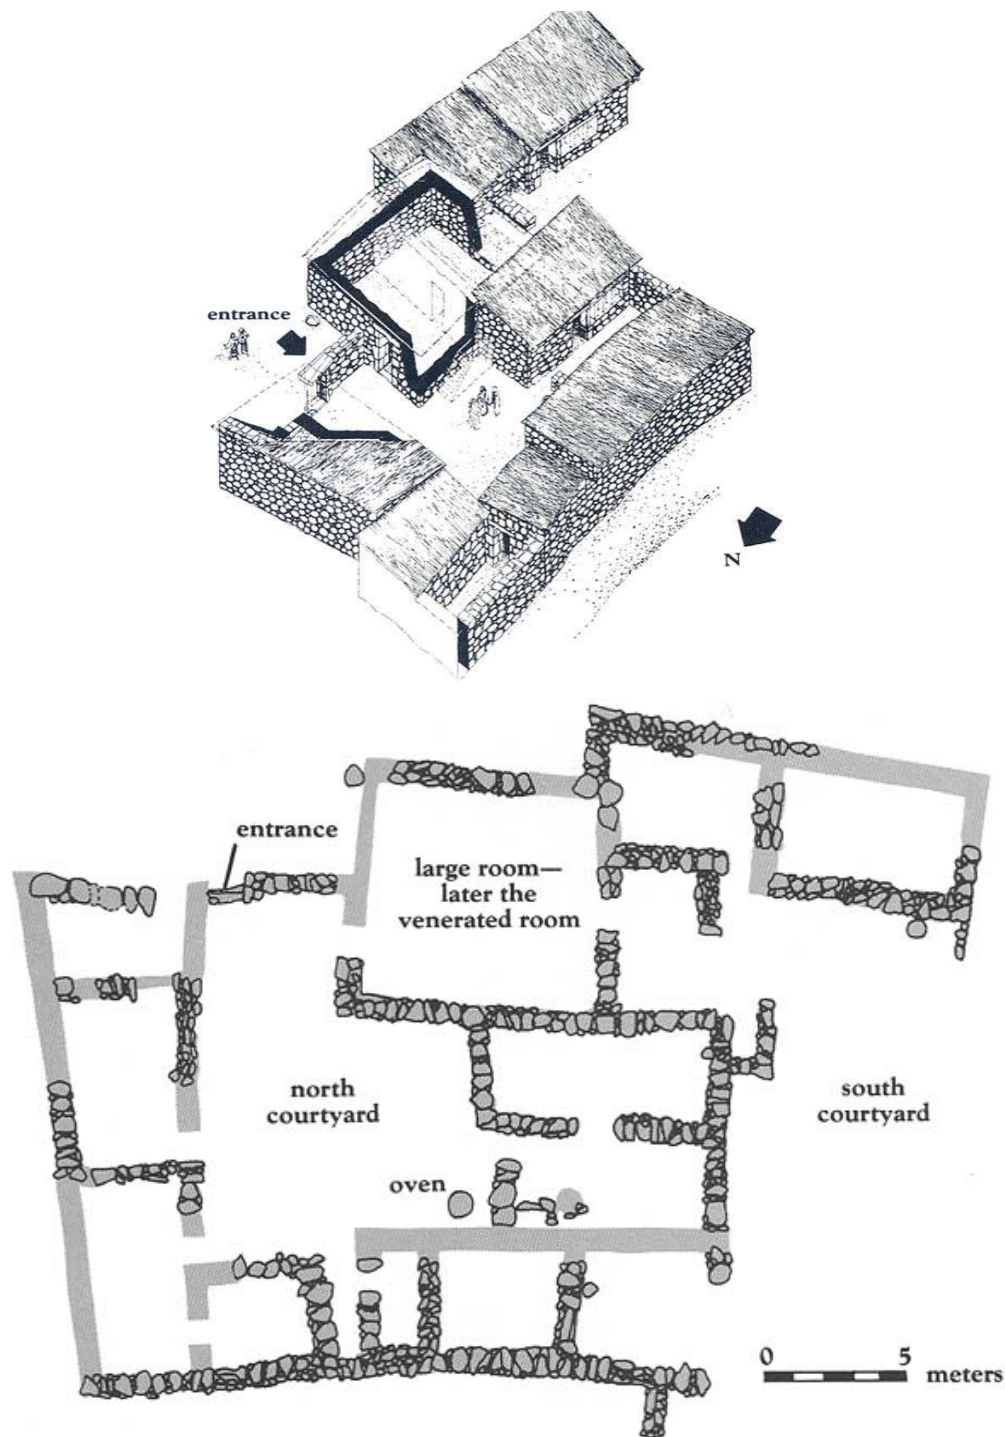 entrance
N
entrance
large room—
later the
venerated room
north
courtyard
south
courtyard
oven
0 5
meters